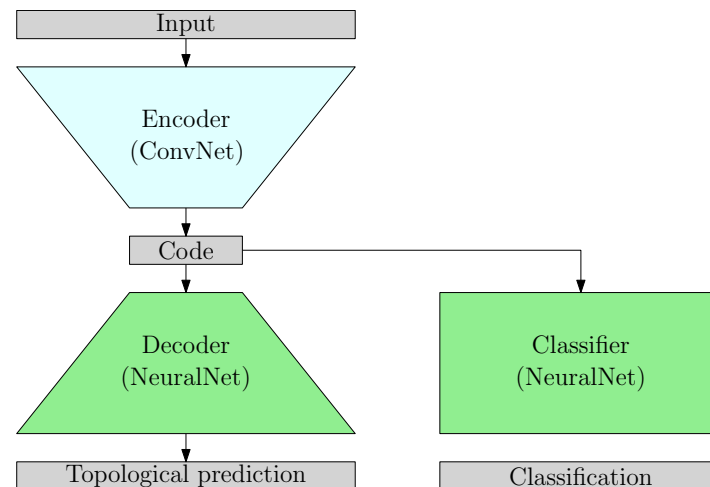 Input
Encoder
(ConvNet)
Code
Decoder
(NeuralNet)
Classifier
(NeuralNet)
Topological prediction
Classification